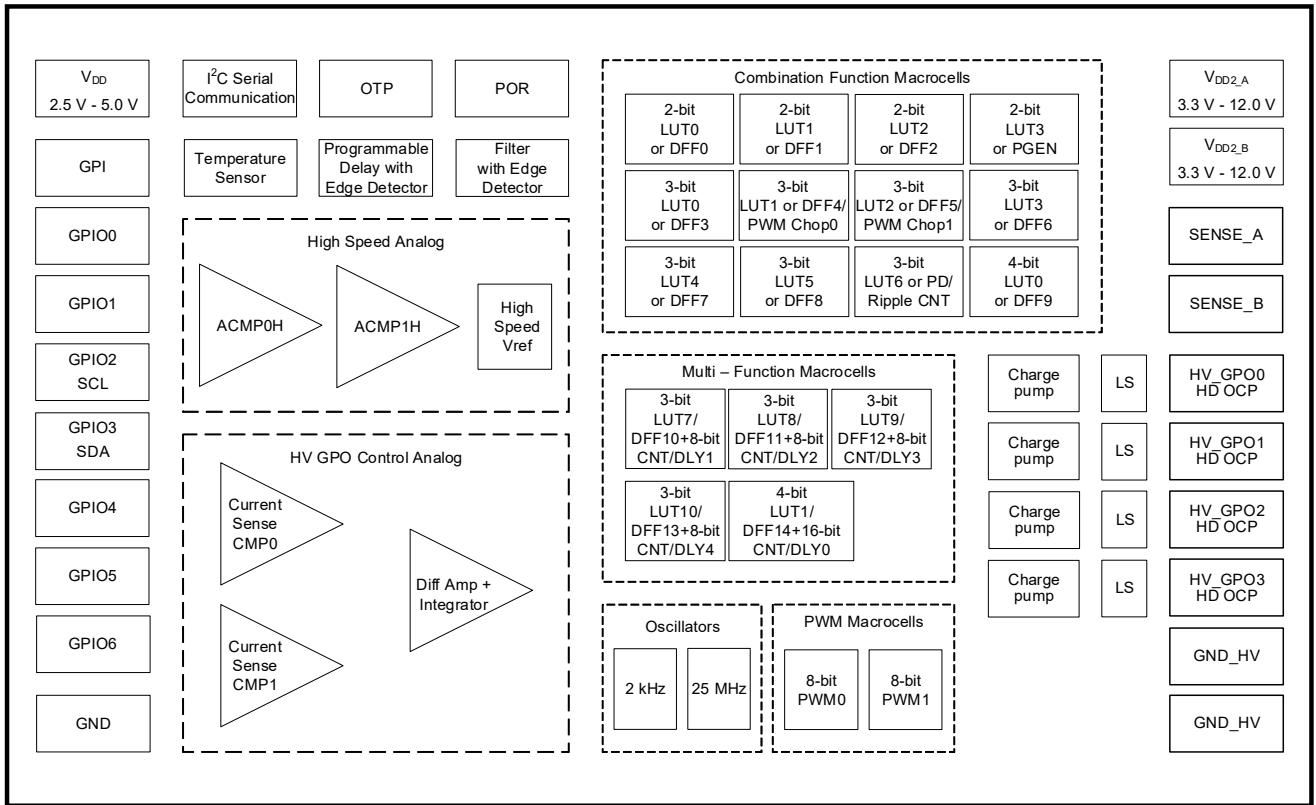 V_DD
2.5 V - 5.0 V
GPI
GPIO0
GPIO1
GPIO2
SCL
GPIO3
SDA
GPIO4
GPIO5
GPIO6
GND
I²C Serial
Communication
OTP
POR
Temperature
Sensor
Programmable
Delay with
Edge Detector
Filter
with Edge
Detector
High Speed Analog
ACMP0H
ACMP1H
High
Speed
Vref
HV GPO Control Analog
Current
Sense
CMP0
Current
Sense
CMP1
Diff Amp +
Integrator
Combination Function Macrocells
2-bit
LUT0
or DFF0
2-bit
LUT1
or DFF1
2-bit
LUT2
or DFF2
2-bit
LUT3
or PGEN
3-bit
LUT0
or DFF3
3-bit
LUT1 or DFF4/
PWM Chop0
3-bit
LUT2 or DFF5/
PWM Chop1
3-bit
LUT3
or DFF6
3-bit
LUT4
or DFF7
3-bit
LUT5
or DFF8
3-bit
LUT6 or PD/
Ripple CNT
4-bit
LUT0
or DFF9
Multi – Function Macrocells
3-bit
LUT7/
DFF10+8-bit
CNT/DLY1
3-bit
LUT8/
DFF11+8-bit
CNT/DLY2
3-bit
LUT9/
DFF12+8-bit
CNT/DLY3
3-bit
LUT10/
DFF13+8-bit
CNT/DLY4
4-bit
LUT1/
DFF14+16-bit
CNT/DLY0
Oscillators
2 kHz
25 MHz
PWM Macrocells
8-bit
PWM0
8-bit
PWM1
Charge
pump
LS
Charge
pump
LS
Charge
pump
LS
Charge
pump
LS
V_DD2_A
3.3 V - 12.0 V
V_DD2_B
3.3 V - 12.0 V
SENSE_A
SENSE_B
HV_GPO0
HD OCP
HV_GPO1
HD OCP
HV_GPO2
HD OCP
HV_GPO3
HD OCP
GND_HV
GND_HV